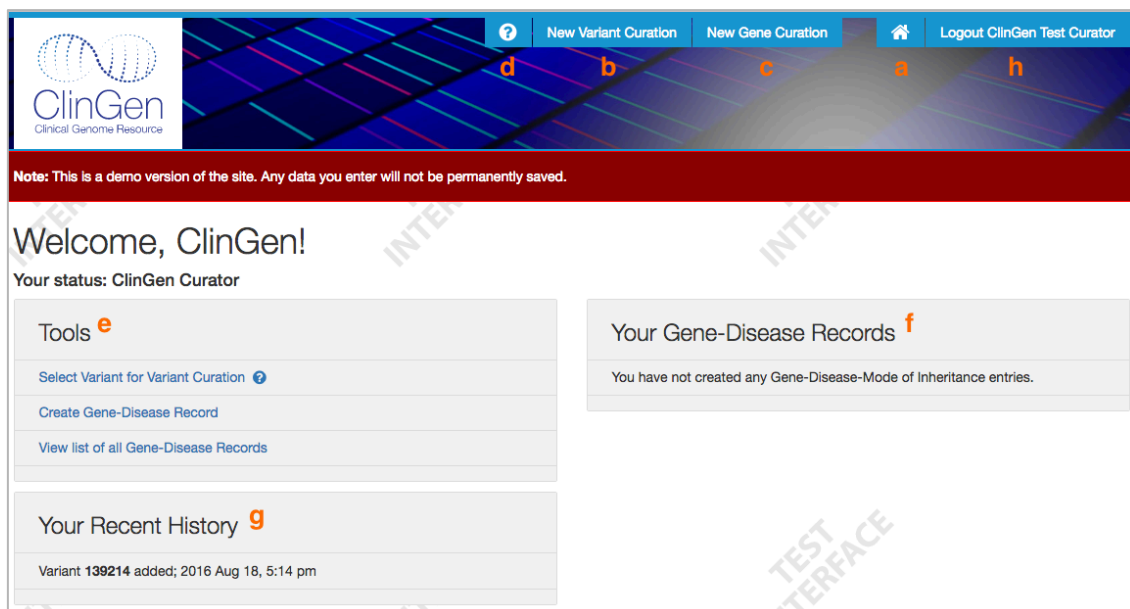 ClinGen
Clinical Genome Resource
New Variant Curation New Gene Curation Logout ClinGen Test Curator
d b c a h
Note: This is a demo version of the site. Any data you enter will not be permanently saved.
INTER INTER INTER
Welcome, ClinGen!
Your status: ClinGen Curator
Tools e
Select Variant for Variant Curation
Create Gene-Disease Record
View list of all Gene-Disease Records
Your Gene-Disease Records f
You have not created any Gene-Disease-Mode of Inheritance entries.
Your Recent History g
Variant 139214 added; 2016 Aug 18, 5:14 pm
TEST
INTERFACE